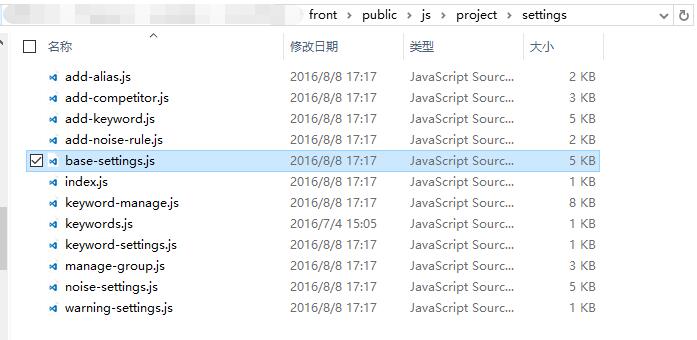 front > public > js > project > settings
名称 修改日期 类型 大小
add-alias.js 2016/8/8 17:17 JavaScript Sourc... 2 KB
add-competitor.js 2016/8/8 17:17 JavaScript Sourc... 3 KB
add-keyword.js 2016/8/8 17:17 JavaScript Sourc... 5 KB
add-noise-rule.js 2016/8/8 17:17 JavaScript Sourc... 2 KB
base-settings.js 2016/8/8 17:17 JavaScript Sourc... 5 KB
index.js 2016/8/8 17:17 JavaScript Sourc... 1 KB
keyword-manage.js 2016/8/8 17:17 JavaScript Sourc... 8 KB
keywords.js 2016/7/4 15:05 JavaScript Sourc... 1 KB
keyword-settings.js 2016/8/8 17:17 JavaScript Sourc... 1 KB
manage-group.js 2016/8/8 17:17 JavaScript Sourc... 3 KB
noise-settings.js 2016/8/8 17:17 JavaScript Sourc... 5 KB
warning-settings.js 2016/8/8 17:17 JavaScript Sourc... 1 KB